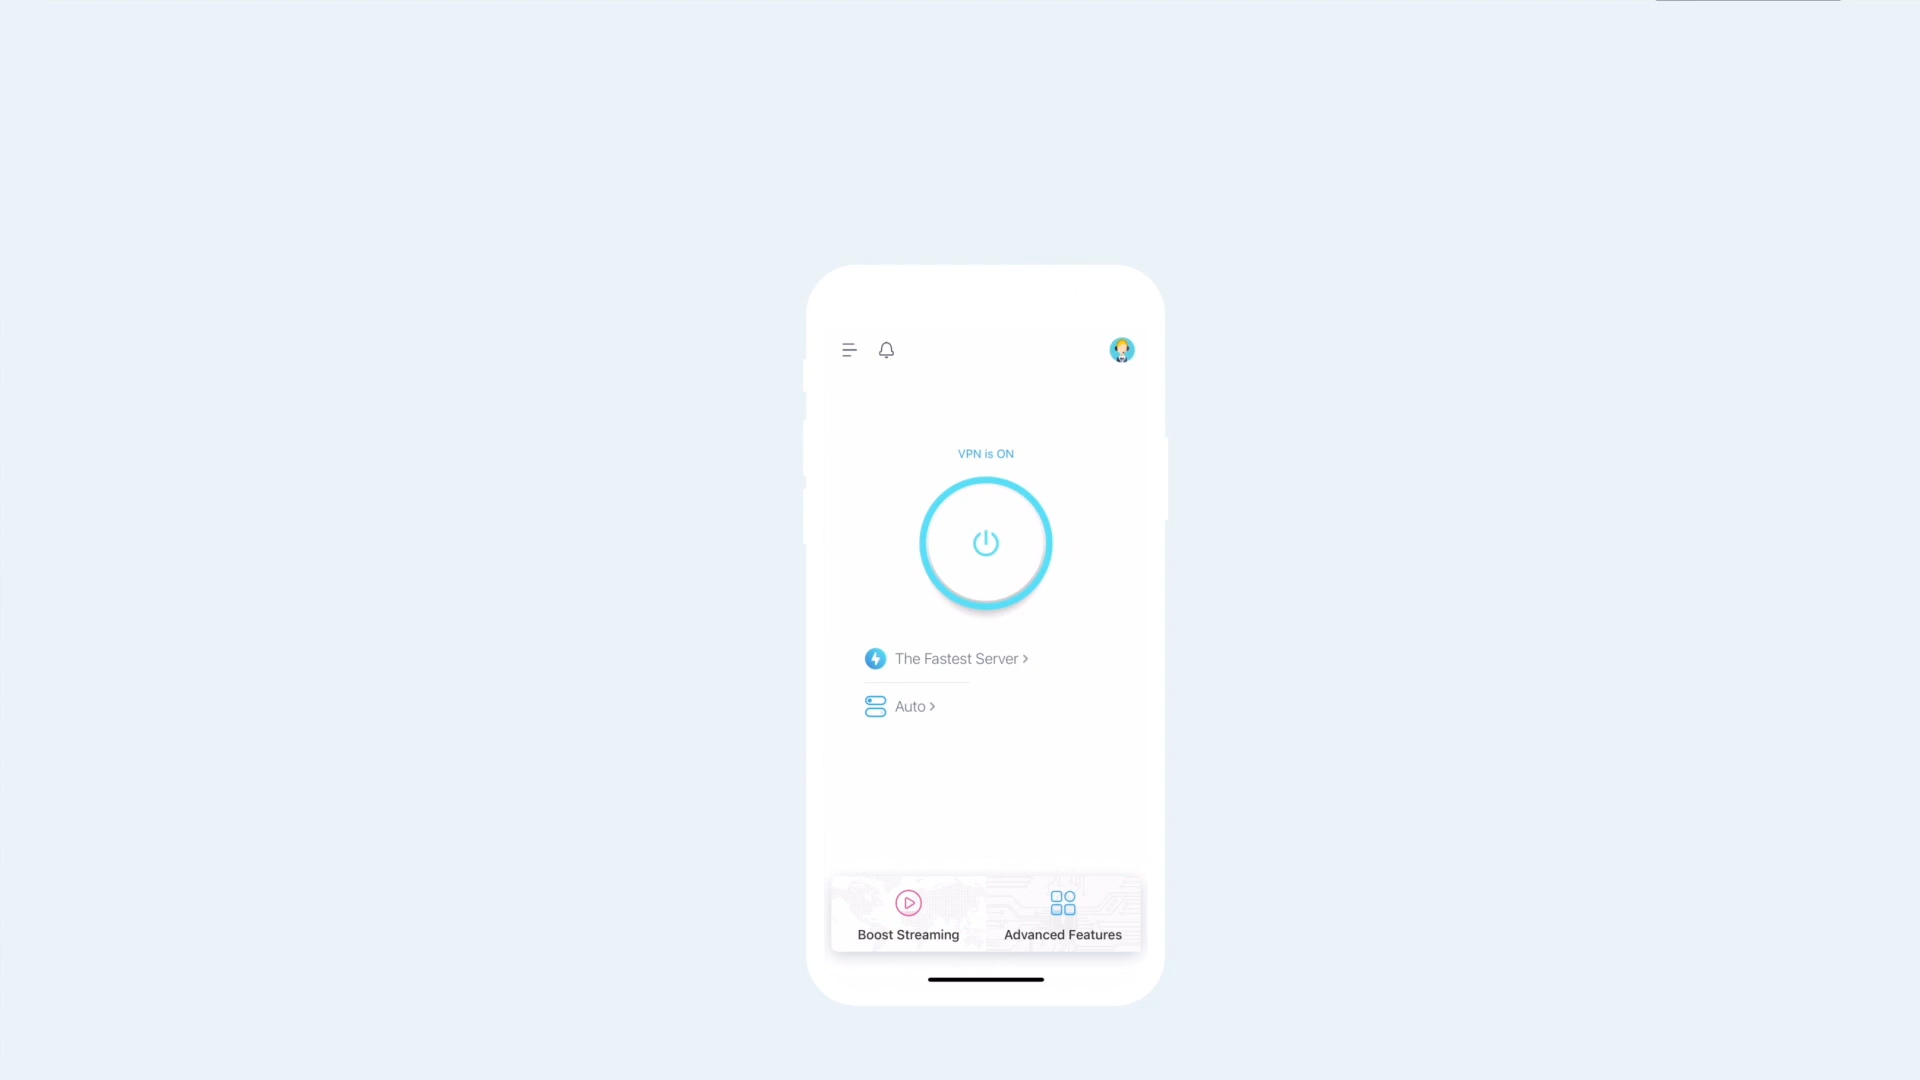 VPN is ON
The Fastest Server
Auto
Boost Streaming
Advanced Features